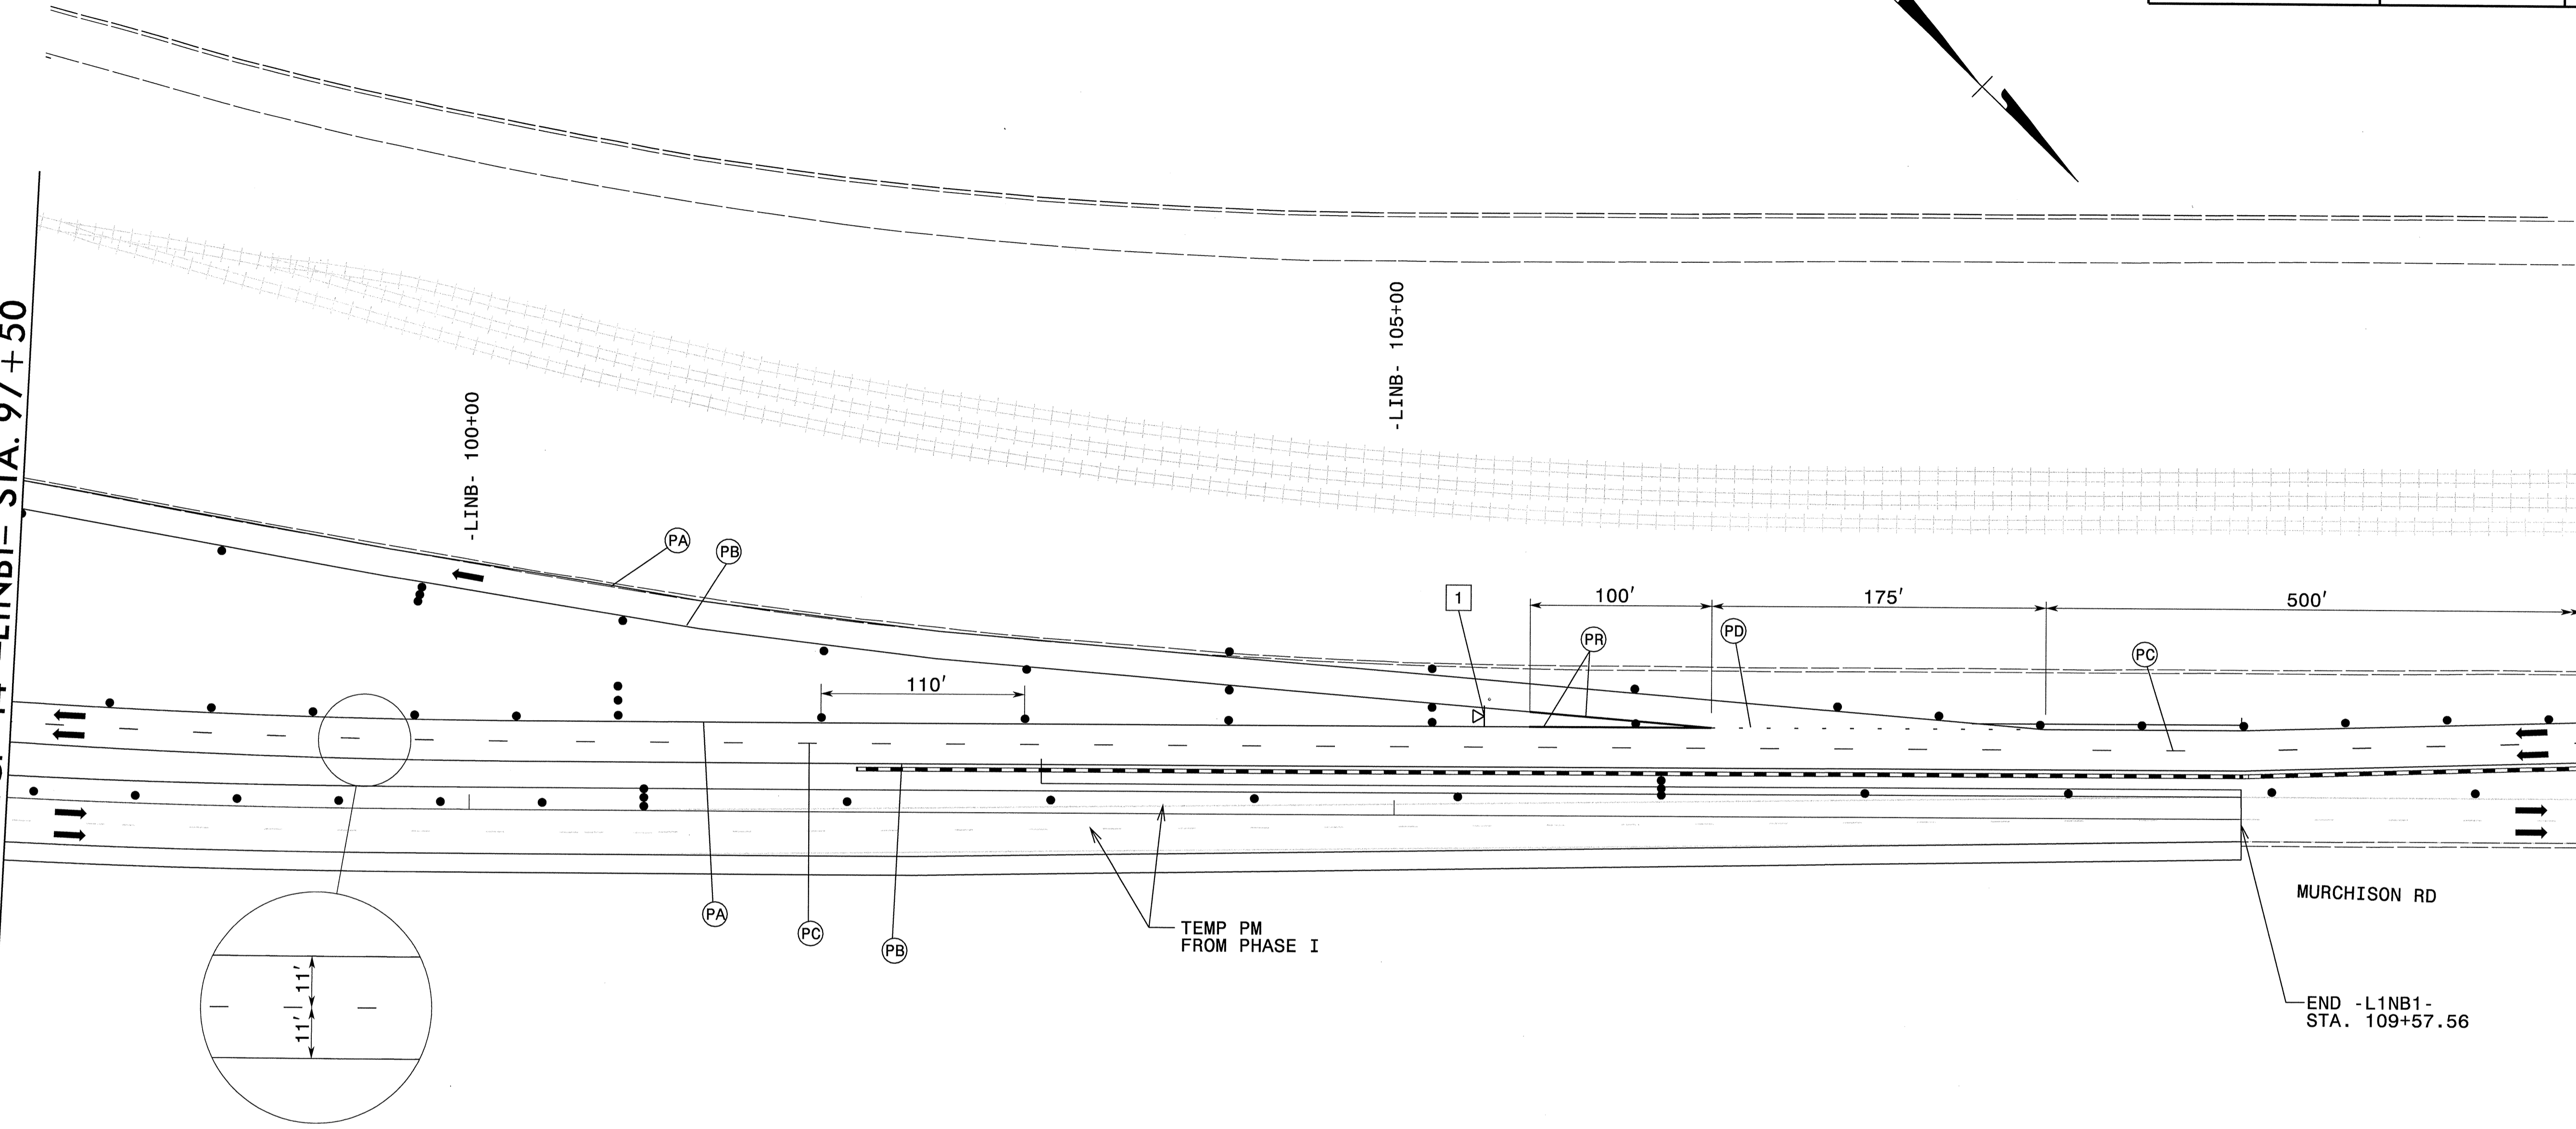 -LINB- 100+00
-LINB- 105+00
STA. 97+50
PA
PB
1
100'
175'
500'
PR
PD
PC
110'
PA
PC
PB
TEMP PM
FROM PHASE I
MURCHISON RD
END -L1NB1-
STA. 109+57.56
11'
11'